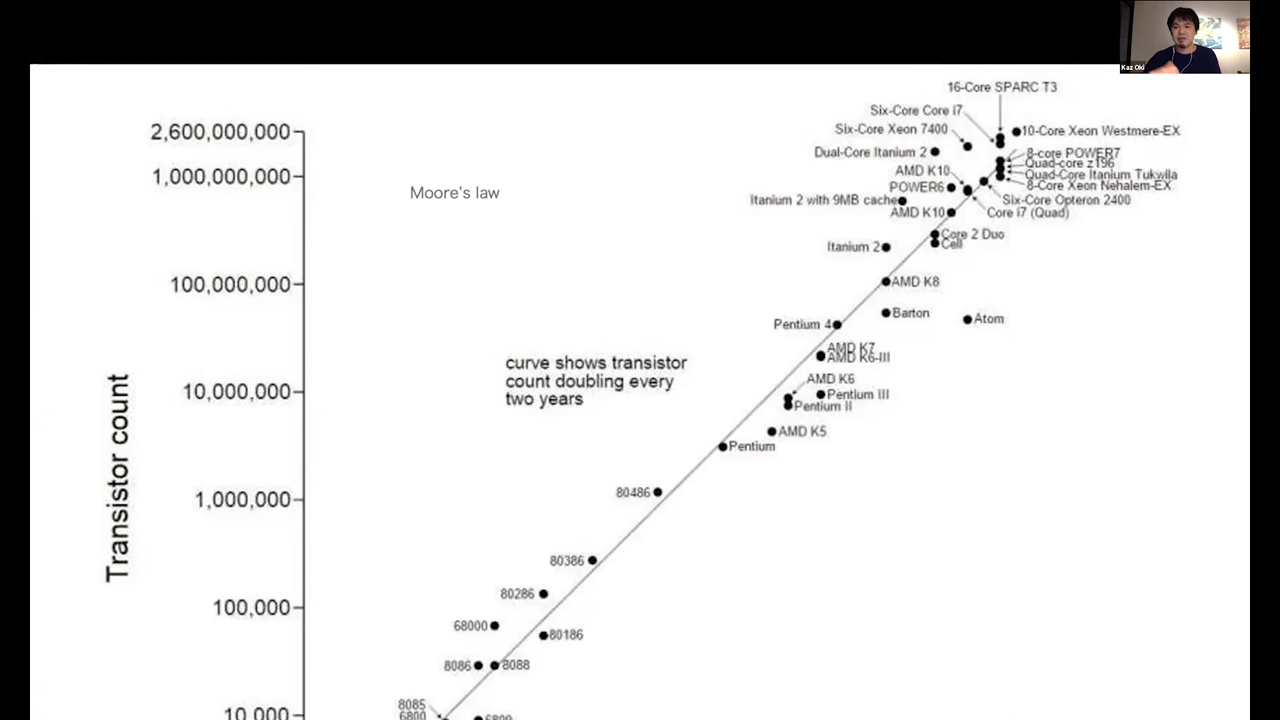 Kaz Oki
16-Core SPARC T3
Six-Core Core i7
Six-Core Xeon 7400
10-Core Xeon Westmere-EX
Dual-Core Itanium 2
8-core POWER7
Quad-core z196
AMD K10
Quad-Core Itanium Tukwila
POWER6
8-Core Xeon Nehalem-EX
Itanium 2 with 9MB cache
Six-Core Opteron 2400
AMD K10
Core i7 (Quad)
Core 2 Duo
Cell
Itanium 2
AMD K8
Barton
Pentium 4
Atom
AMD K7
AMD K6-III
AMD K6
Pentium III
Pentium II
AMD K5
Pentium
80486
80386
80286
68000
80186
8086
8088
8085
6800
6809
2,600,000,000
1,000,000,000
100,000,000
10,000,000
1,000,000
100,000
10,000
Moore's law
curve shows transistor
count doubling every
two years
Transistor count